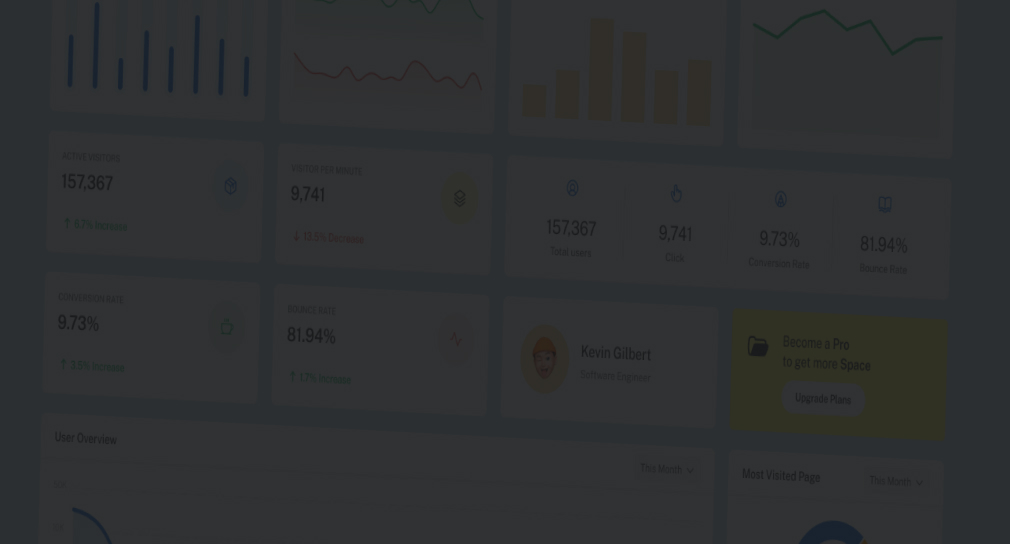 ACTIVE VISITORS
157,367
4.7% Increase
VISITOR PER MINUTE
9,741
13.5% Decrease
157,367
Total users
9,741
Click
9.73%
Conversion Rate
81.94%
Bounce Rate
CONVERSION RATE
9.73%
3.5% Increase
BOUNCE RATE
81.94%
1.7% Increase
Kevin Gilbert
Software Engineer
Become a Pro
to get more Space
Upgrade Plans
User Overview
This Month
Most Visited Page
This Month